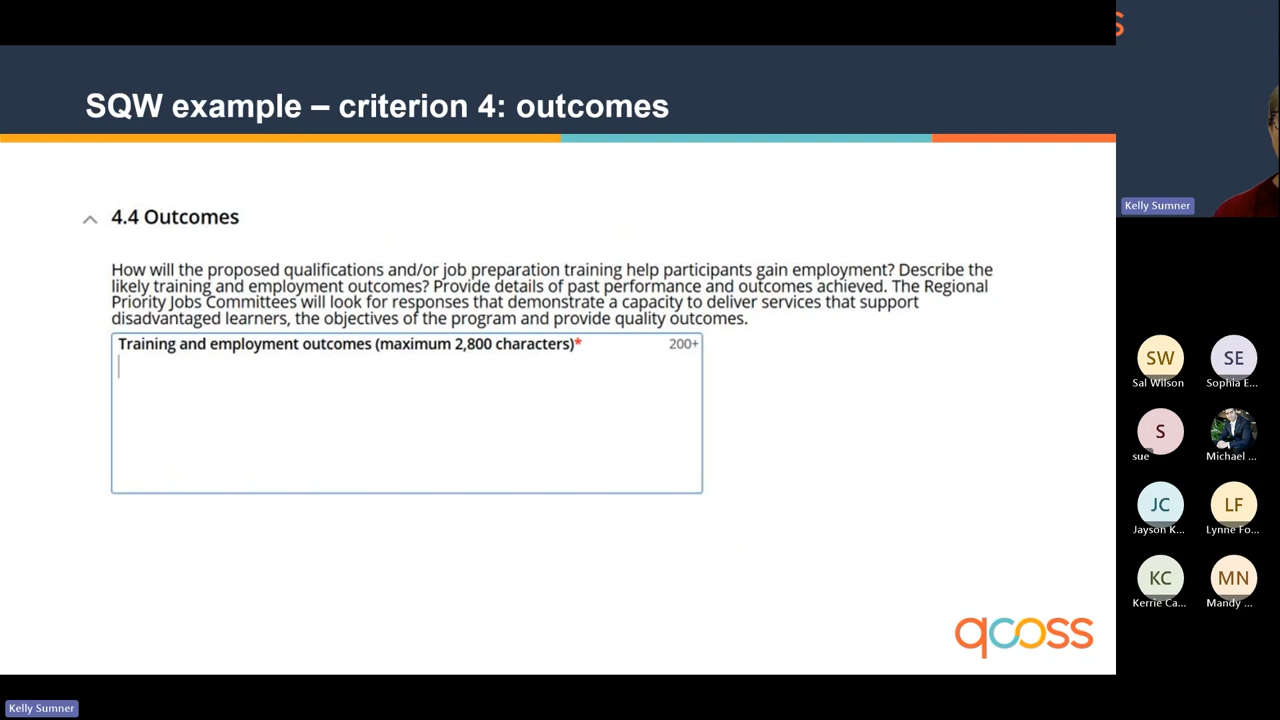 SQW example – criterion 4: outcomes
4.4 Outcomes
How will the proposed qualifications and/or job preparation training help participants gain employment? Describe the
likely training and employment outcomes? Provide details of past performance and outcomes achieved. The Regional
Priority Jobs Committees will look for responses that demonstrate a capacity to deliver services that support
disadvantaged learners, the objectives of the program and provide quality outcomes.
Training and employment outcomes (maximum 2,800 characters)* 200+
qcoss
Kelly Sumner
S
Kelly Sumner
SW SE
Sal Wilson Sophia E...
S
sue Michael ...
JC LF
Jayson K... Lynne Fo...
KC MN
Kerrie Ca... Mandy ...